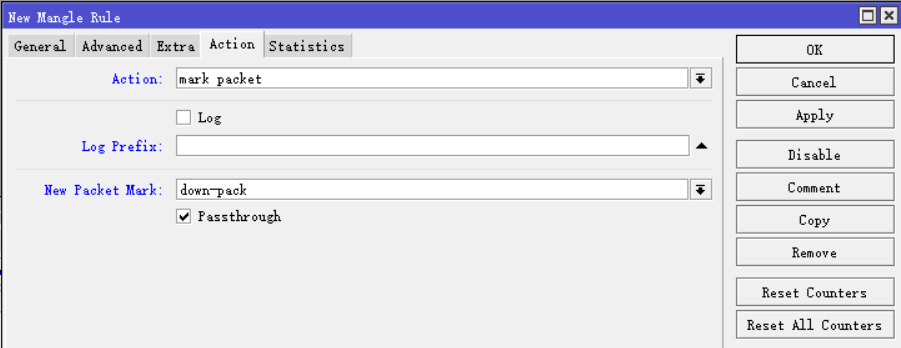 New Mangle Rule
General Advanced Extra Action Statistics
OK
Action: mark packet
Cancel
Log
Apply
Log Prefix:
Disable
New Packet Mark: down-pack
Comment
Passthrough
Copy
Remove
Reset Counters
Reset All Counters